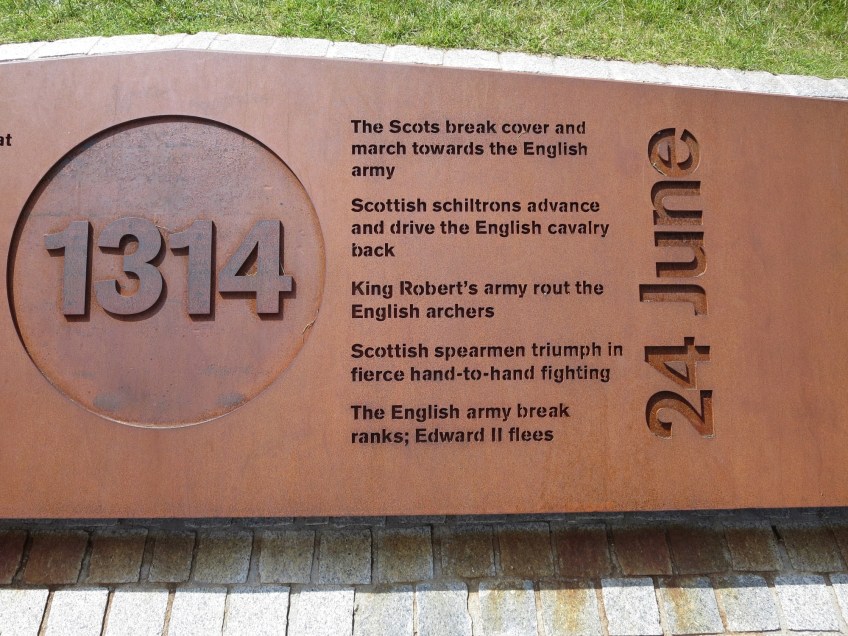 at
1314
The Scots break cover and
march towards the English
army
Scottish schiltrons advance
and drive the English cavalry
back
King Robert's army rout the
English archers
Scottish spearmen triumph in
fierce hand-to-hand fighting
The English army break
ranks; Edward II flees
24 June